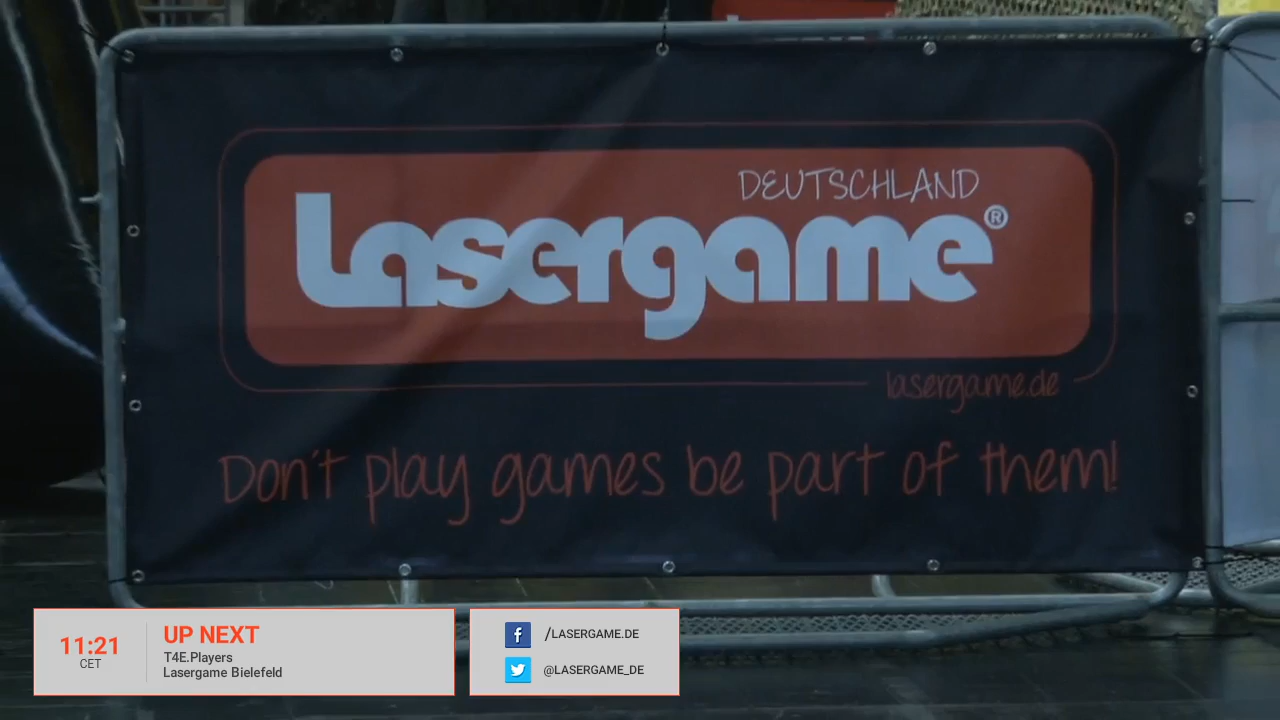 DEUTSCHLAND
Lasergame®
lasergame.de
Don't play games be part of them!
11:21
CET
UP NEXT
T4E.Players
Lasergame Bielefeld
/LASERGAME.DE
@LASERGAME_DE